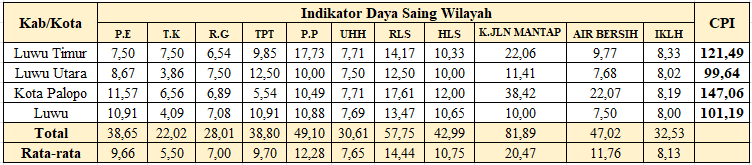 Kab/Kota Indikator Daya Saing Wilayah CPI
P.E T.K R.G TPT P.P UHH RLS HLS K.JLN MANTAP AIR BERSIH IKLH
Luwu Timur 7,50 7,50 6,54 9,85 17,73 7,71 14,17 10,33 22,06 9,77 8,33 121,49
Luwu Utara 8,67 3,86 7,50 12,50 10,00 7,50 12,50 10,00 11,41 7,68 8,02 99,64
Kota Palopo 11,57 6,56 6,89 5,54 10,49 7,71 17,61 12,00 38,42 22,07 8,19 147,06
Luwu 10,91 4,09 7,08 10,91 10,88 7,69 13,47 10,65 10,00 7,50 8,00 101,19
Total 38,65 22,02 28,01 38,80 49,10 30,61 57,75 42,99 81,89 47,02 32,53
Rata-rata 9,66 5,50 7,00 9,70 12,28 7,65 14,44 10,75 20,47 11,76 8,13